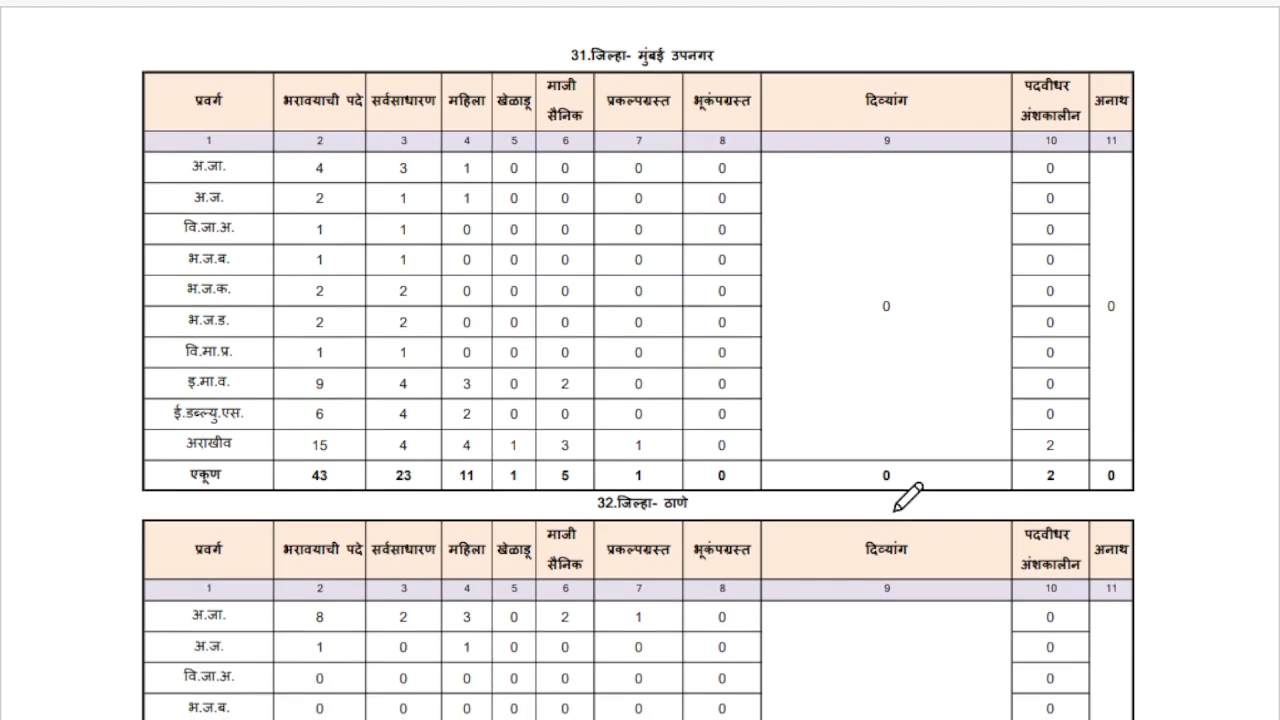 31.जिल्हा- मुंबई उपनगर
प्रवर्ग भरावयाची पदे सर्वसाधारण महिला खेळाडू माजी सैनिक प्रकल्पग्रस्त भूकंपग्रस्त दिव्यांग पदवीधर अंशकालीन अनाथ
1 2 3 4 5 6 7 8 9 10 11
अ.जा. 4 3 1 0 0 0 0 0
अ.ज. 2 1 1 0 0 0 0 0
वि.जा.अ. 1 1 0 0 0 0 0 0
भ.ज.ब. 1 1 0 0 0 0 0 0
भ.ज.क. 2 2 0 0 0 0 0 0
0 0
भ.ज.ड. 2 2 0 0 0 0 0 0
वि.मा.प्र. 1 1 0 0 0 0 0 0
इ.मा.व. 9 4 3 0 2 0 0 0
ई.डब्ल्यु.एस. 6 4 2 0 0 0 0 0
अराखीव 15 4 4 1 3 1 0 2
एकूण 43 23 11 1 5 1 0 0 2 0
32.जिल्हा- ठाणे
प्रवर्ग भरावयाची पदे सर्वसाधारण महिला खेळाडू माजी सैनिक प्रकल्पग्रस्त भूकंपग्रस्त दिव्यांग पदवीधर अंशकालीन अनाथ
1 2 3 4 5 6 7 8 9 10 11
अ.जा. 8 2 3 0 2 1 0 0
अ.ज. 1 0 1 0 0 0 0 0
वि.जा.अ. 0 0 0 0 0 0 0 0
भ.ज.ब. 0 0 0 0 0 0 0 0